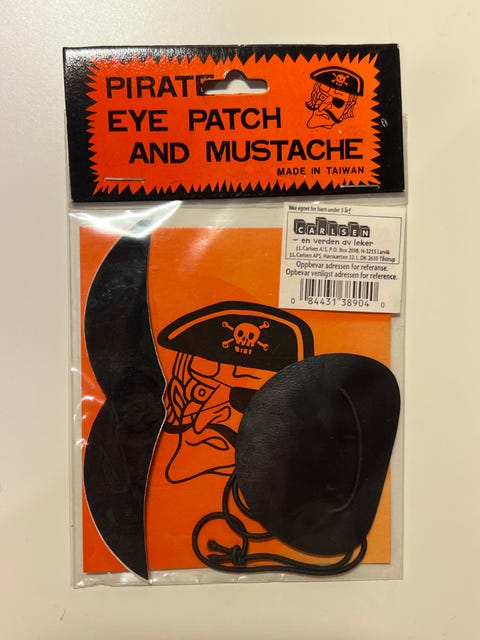 PIRATE
EYE PATCH
AND MUSTACHE
MADE IN TAIWAN
Ikke egnet for barn under 3 år!
CARLSEN
– en verden av leker
J.L.Carlsen A/S, P.O. Box 2098, N-3255 Larvik
J.L.Carlsen APS, Hørskætten 12.1, DK-2630 Tåstrup
Oppbevar adressen for referanse.
Opbevar venligst adressen for reference.
0 84431 38904 0